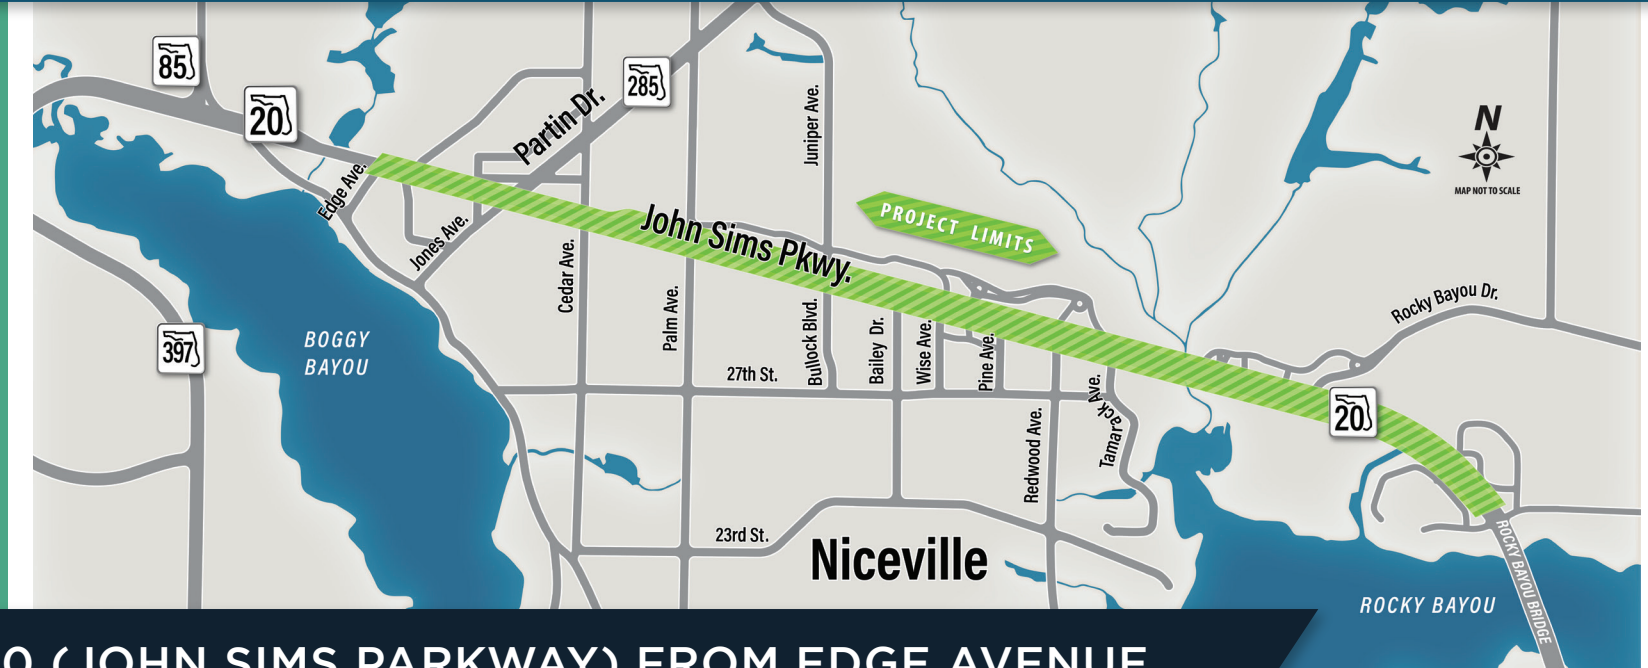 85
20
285
Partin Dr.
Juniper Ave.
N
MAP NOT TO SCALE
Edge Ave.
PROJECT LIMITS
John Sims Pkwy.
Jones Ave.
Cedar Ave.
Palm Ave.
Bullock Blvd.
Bailey Dr.
Wise Ave.
Pine Ave.
Rocky Bayou Dr.
397
BOGGY
BAYOU
27th St.
Tamarack Ave.
20
Redwood Ave.
23rd St.
Niceville
ROCKY BAYOU BRIDGE
ROCKY BAYOU
0 (JOHN SIMS PARKWAY) FROM EDGE AVENUE